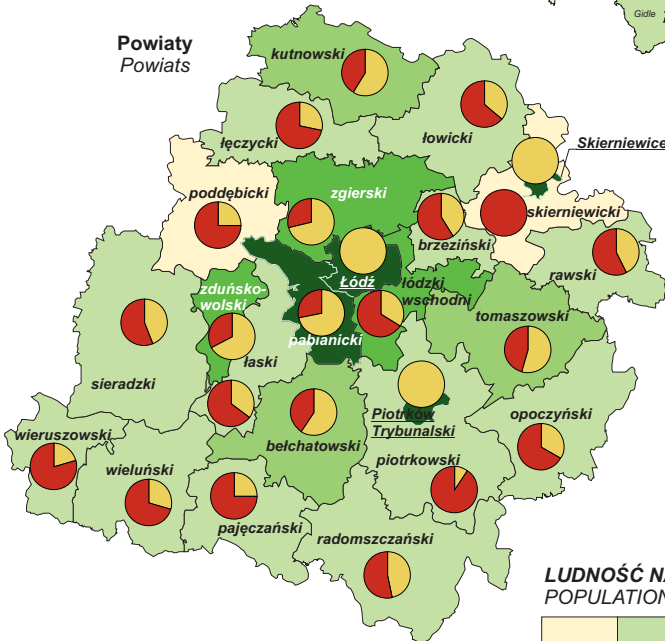 Gidle
Powiaty
Powiats
kutnowski
łęczycki
łowicki
Skierniewice
poddębicki
zgierski
skierniewicki
brzeziński
rawski
Łódź
łódzki
wschodni
zduńsko-
wolski
tomaszowski
pabianicki
łaski
sieradzki
Piotrków
Trybunalski
opoczyński
wieruszowski
bełchatowski
wieluński
piotrkowski
pajęczański
radomszczański
LUDNOŚĆ NA
POPULATION